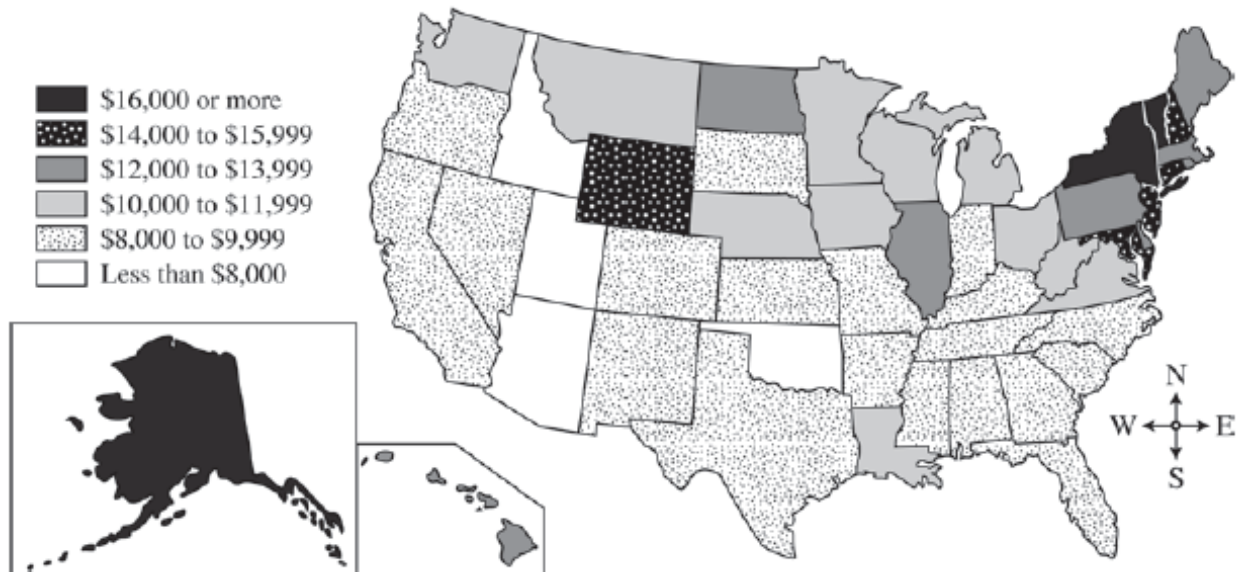 $16,000 or more
$14,000 to $15,999
$12,000 to $13,999
$10,000 to $11,999
$8,000 to $9,999
Less than $8,000
N
W E
S